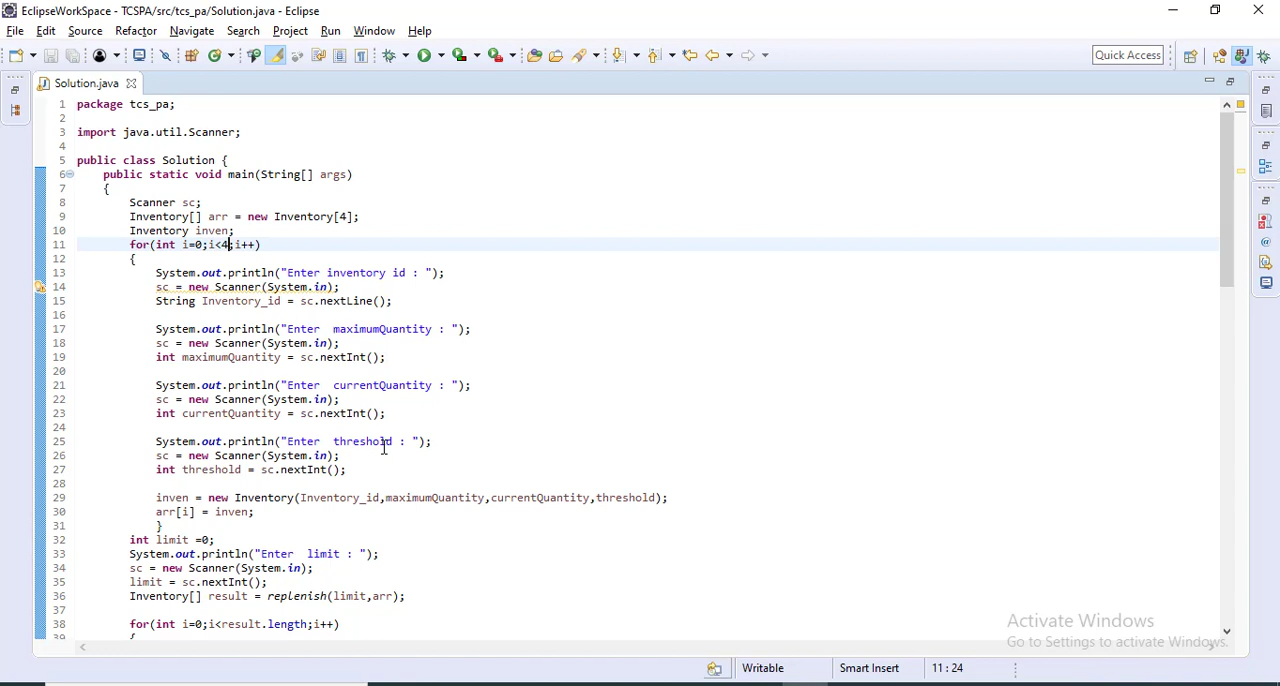 EclipseWorkSpace - TCSPA/src/tcs_pa/Solution.java - Eclipse
File Edit Source Refactor Navigate Search Project Run Window Help
Quick Access
Solution.java
1 package tcs_pa;
2
3 import java.util.Scanner;
4
5 public class Solution {
6 public static void main(String[] args)
7 {
8 Scanner sc;
9 Inventory[] arr = new Inventory[4];
10 Inventory inven;
11 for(int i=0;i<4;i++)
12 {
13 System.out.println("Enter inventory id : ");
14 sc = new Scanner(System.in);
15 String Inventory_id = sc.nextLine();
16
17 System.out.println("Enter  maximumQuantity : ");
18 sc = new Scanner(System.in);
19 int maximumQuantity = sc.nextInt();
20
21 System.out.println("Enter  currentQuantity : ");
22 sc = new Scanner(System.in);
23 int currentQuantity = sc.nextInt();
24
25 System.out.println("Enter  threshold : ");
26 sc = new Scanner(System.in);
27 int threshold = sc.nextInt();
28
29 inven = new Inventory(Inventory_id,maximumQuantity,currentQuantity,threshold);
30 arr[i] = inven;
31 }
32 int limit =0;
33 System.out.println("Enter  limit : ");
34 sc = new Scanner(System.in);
35 limit = sc.nextInt();
36 Inventory[] result = replenish(limit,arr);
37
38 for(int i=0;i<result.length;i++)
39 {
Activate Windows
Go to Settings to activate Windows.
Writable Smart Insert 11 : 24